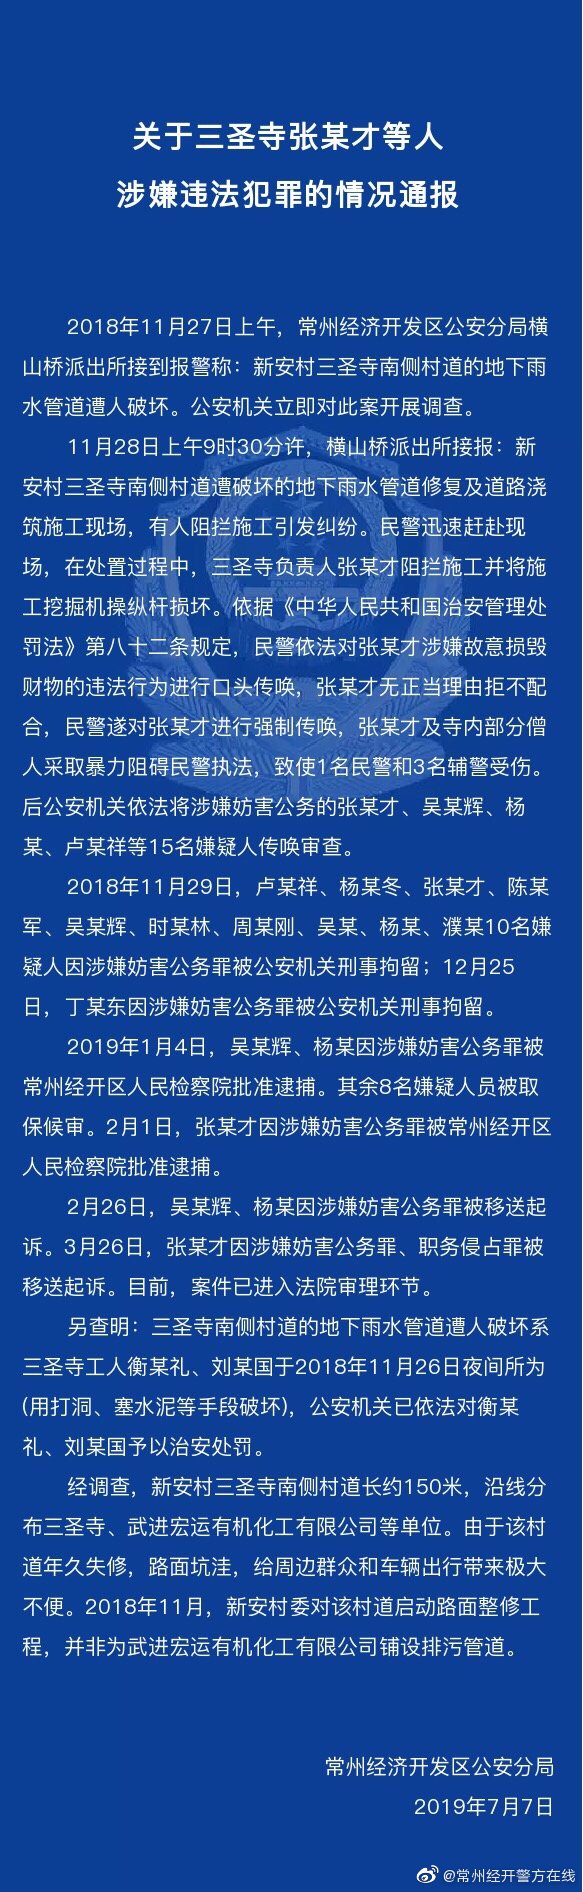 关于三圣寺张某才等人
涉嫌违法犯罪的情况通报
2018年11月27日上午，常州经济开发区公安分局横
山桥派出所接到报警称：新安村三圣寺南侧村道的地下雨
水管道遭人破坏。公安机关立即对此案开展调查。
11月28日上午9时30分许，横山桥派出所接报：新
安村三圣寺南侧村道遭破坏的地下雨水管道修复及道路浇
筑施工现场，有人阻拦施工引发纠纷。民警迅速赶赴现
场，在处置过程中，三圣寺负责人张某才阻拦施工并将施
工挖掘机操纵杆损坏。依据《中华人民共和国治安管理处
罚法》第八十二条规定，民警依法对张某才涉嫌故意损毁
财物的违法行为进行口头传唤，张某才无正当理由拒不配
合，民警遂对张某才进行强制传唤，张某才及寺内部分僧
人采取暴力阻碍民警执法，致使1名民警和3名辅警受伤。
后公安机关依法将涉嫌妨害公务的张某才、吴某辉、杨
某、卢某祥等15名嫌疑人传唤审查。
2018年11月29日，卢某祥、杨某冬、张某才、陈某
军、吴某辉、时某林、周某刚、吴某、杨某、濮某10名嫌
疑人因涉嫌妨害公务罪被公安机关刑事拘留；12月25
日，丁某东因涉嫌妨害公务罪被公安机关刑事拘留。
2019年1月4日，吴某辉、杨某因涉嫌妨害公务罪被
常州经开区人民检察院批准逮捕。其余8名嫌疑人员被取
保候审。2月1日，张某才因涉嫌妨害公务罪被常州经开区
人民检察院批准逮捕。
2月26日，吴某辉、杨某因涉嫌妨害公务罪被移送起
诉。3月26日，张某才因涉嫌妨害公务罪、职务侵占罪被
移送起诉。目前，案件已进入法院审理环节。
另查明：三圣寺南侧村道的地下雨水管道遭人破坏系
三圣寺工人衡某礼、刘某国于2018年11月26日夜间所为
(用打洞、塞水泥等手段破坏)，公安机关已依法对衡某
礼、刘某国予以治安处罚。
经调查，新安村三圣寺南侧村道长约150米，沿线分
布三圣寺、武进宏运有机化工有限公司等单位。由于该村
道年久失修，路面坑洼，给周边群众和车辆出行带来极大
不便。2018年11月，新安村委对该村道启动路面整修工
程，并非为武进宏运有机化工有限公司铺设排污管道。
常州经济开发区公安分局
2019年7月7日
@常州经开警方在线